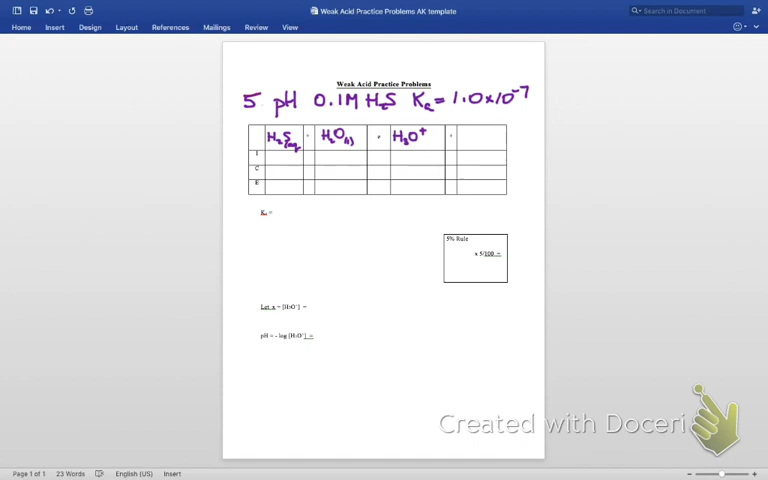 Weak Acid Practice Problems AK template
Search in Document
Home Insert Design Layout References Mailings Review View
Weak Acid Practice Problems
5 pH 0.1M H₂S Ka = 1.0x10⁻⁷
H₂S(aq + H₂O(l) ⇌ H₃O⁺ +
I
C
E
Ka =
5% Rule
x 5/100 =
Let x = [H₃O⁺] =
pH = - log [H₃O⁺] =
Created with Doceri
Page 1 of 1 23 Words English (US) Insert